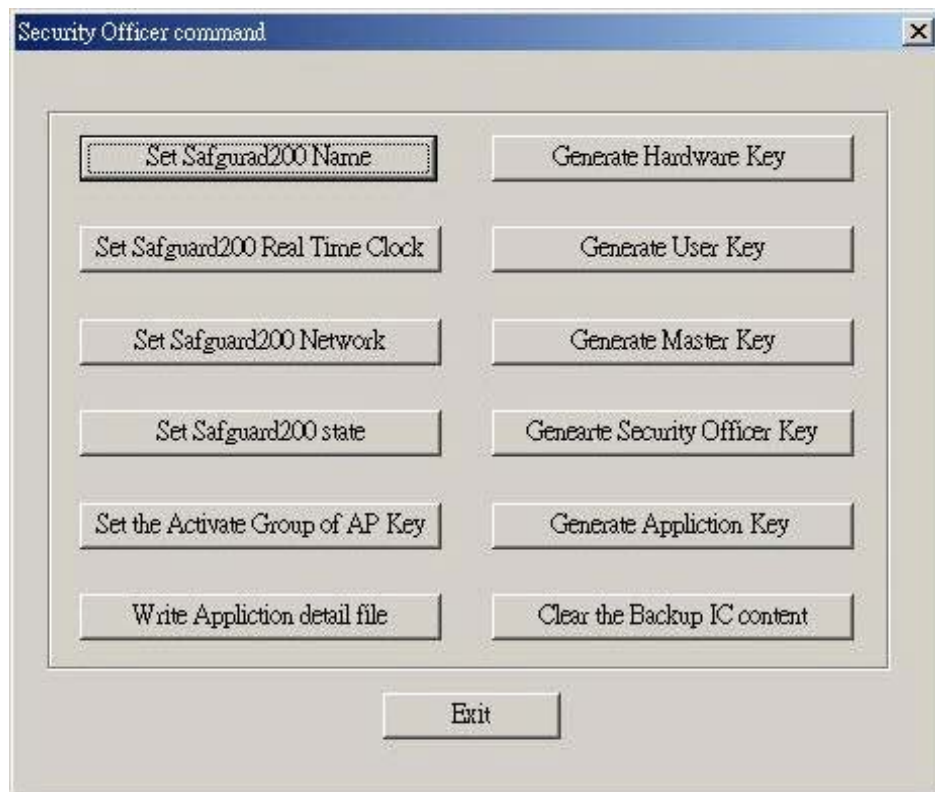 Security Officer command
Set Safgurad200 Name
Generate Hardware Key
Set Safguard200 Real Time Clock
Generate User Key
Set Safguard200 Network
Generate Master Key
Set Safguard200 state
Genearte Security Officer Key
Set the Activate Group of AP Key
Generate Appliction Key
Write Appliction detail file
Clear the Backup IC content
Exit